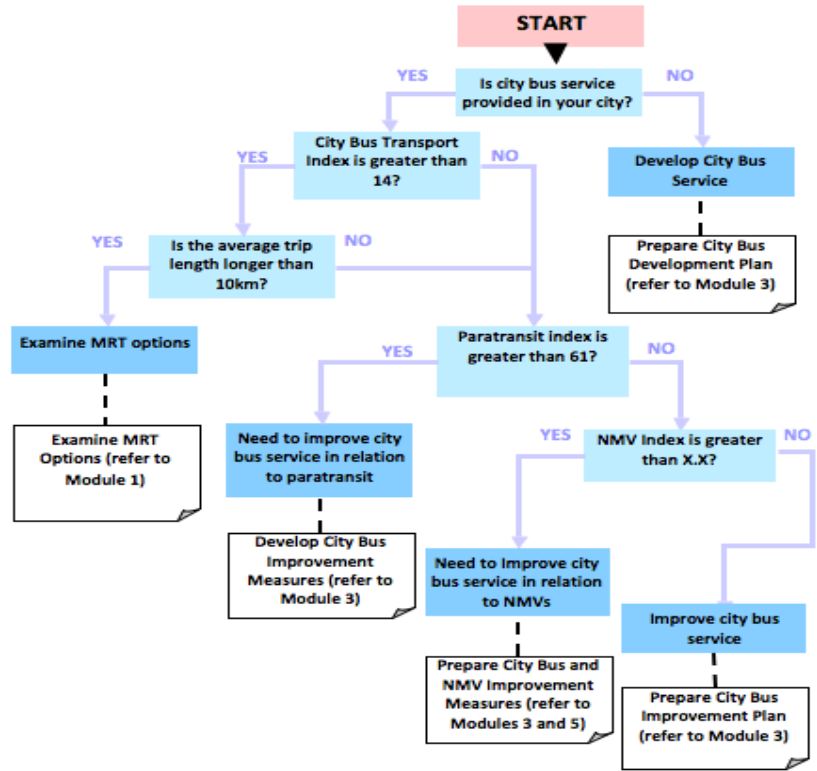 START
YES
NO
Is city bus service
provided in your city?
City Bus Transport
Index is greater than
14?
YES
NO
Develop City Bus
Service
Prepare City Bus
Development Plan
(refer to Module 3)
YES
NO
Is the average trip
length longer than
10km?
Examine MRT options
Examine MRT
Options (refer to
Module 1)
Paratransit index is
greater than 61?
YES
NO
Need to improve city
bus service in relation
to paratransit
Develop City Bus
Improvement
Measures (refer to
Module 3)
YES
NO
NMV Index is greater
than X.X?
Need to Improve city
bus service in relation
to NMVs
Prepare City Bus and
NMV Improvement
Measures (refer to
Modules 3 and 5)
Improve city bus
service
Prepare City Bus
Improvement Plan
(refer to Module 3)